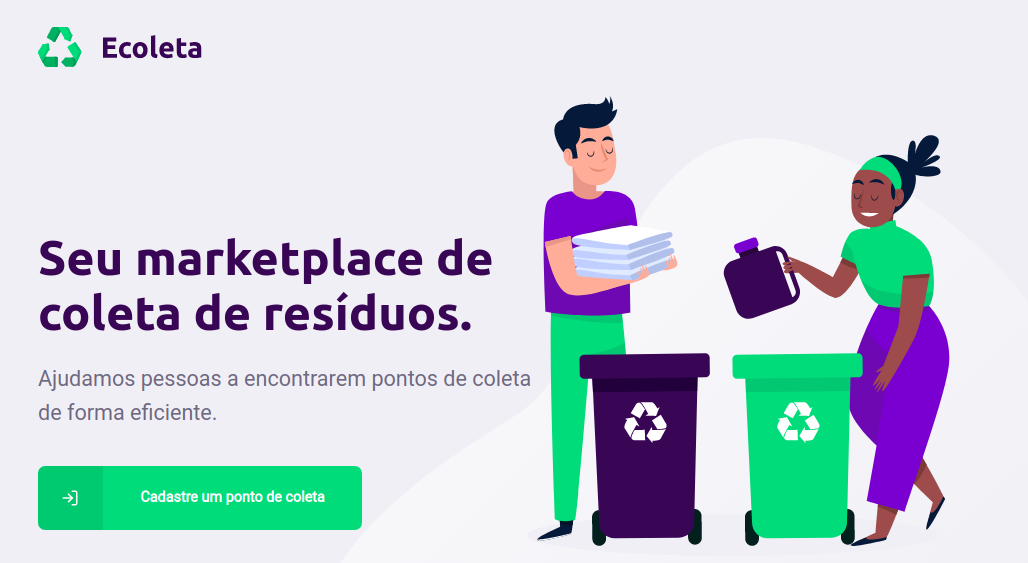 Ecoleta
Seu marketplace de
coleta de resíduos.
Ajudamos pessoas a encontrarem pontos de coleta
de forma eficiente.
Cadastre um ponto de coleta